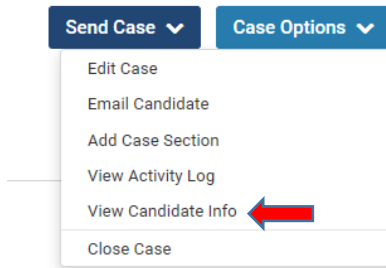 Send Case
Case Options
Edit Case
Email Candidate
Add Case Section
View Activity Log
View Candidate Info
Close Case